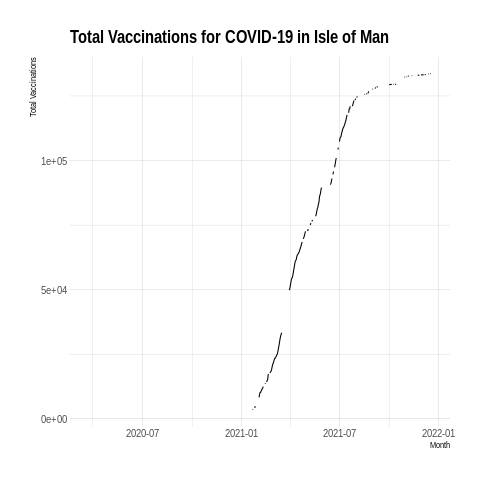 Total Vaccinations for COVID-19 in Isle of Man
Total Vaccinations
1e+05
5e+04
0e+00
2020-07 2021-01 2021-07 2022-01
Month